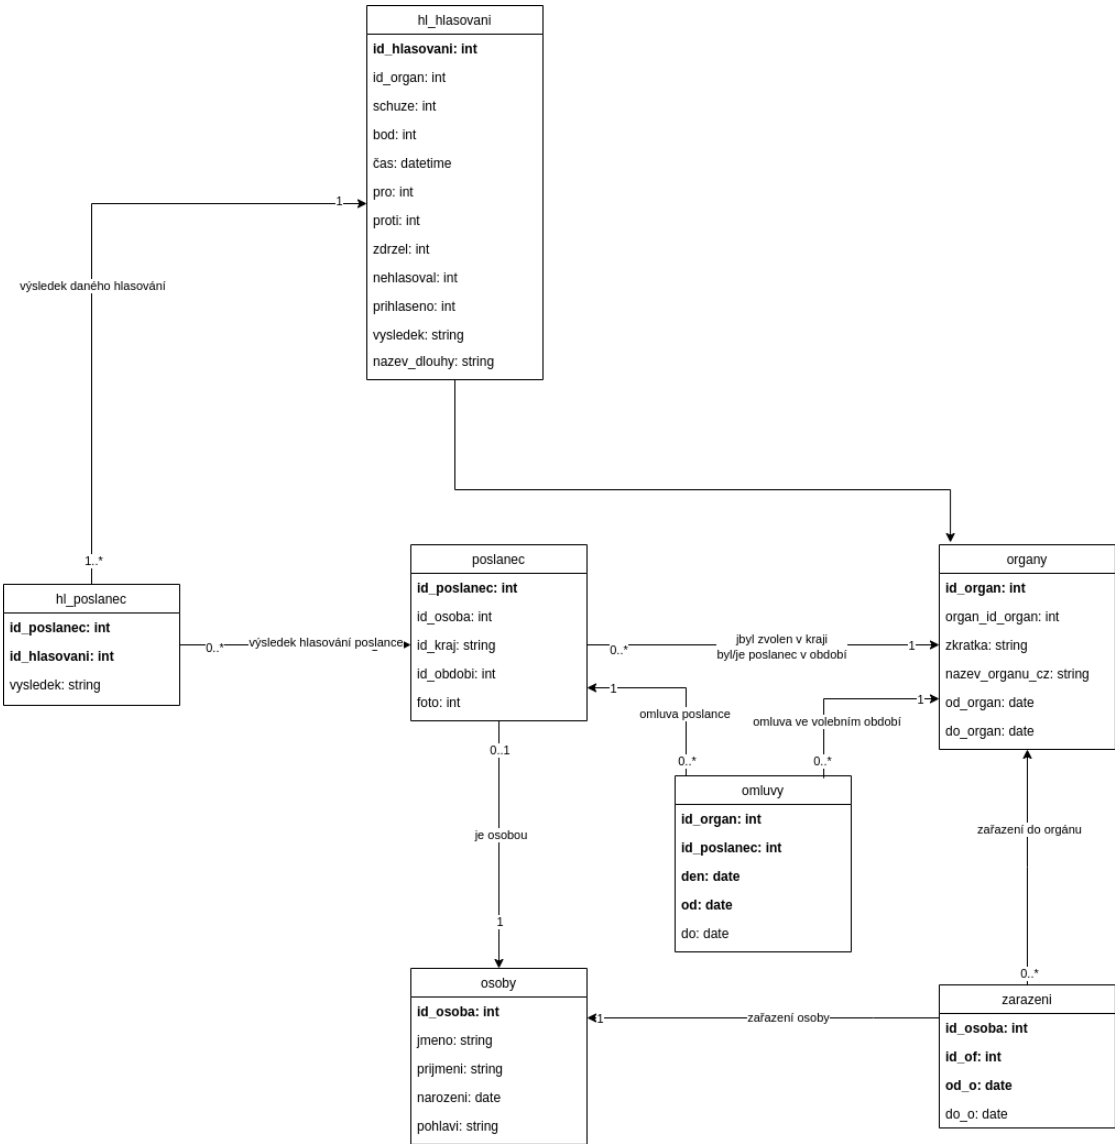 hl_hlasovani
id_hlasovani: int
id_organ: int
schuze: int
bod: int
čas: datetime
pro: int
proti: int
zdrzel: int
nehlasoval: int
prihlaseno: int
vysledek: string
nazev_dlouhy: string
1
výsledek daného hlasování
1..*
hl_poslanec
id_poslanec: int
id_hlasovani: int
vysledek: string
0..*
výsledek hlasování poslance
poslanec
id_poslanec: int
id_osoba: int
id_kraj: string
id_obdobi: int
foto: int
0..*
jbyl zvolen v kraji
byl/je poslanec v období
1
organy
id_organ: int
organ_id_organ: int
zkratka: string
nazev_organu_cz: string
od_organ: date
do_organ: date
1
omluva poslance
0..*
1
omluva ve volebním období
0..*
omluvy
id_organ: int
id_poslanec: int
den: date
od: date
do: date
0..1
je osobou
1
zařazení do orgánu
0..*
osoby
id_osoba: int
jmeno: string
prijmeni: string
narozeni: date
pohlavi: string
1
zařazení osoby
zarazeni
id_osoba: int
id_of: int
od_o: date
do_o: date